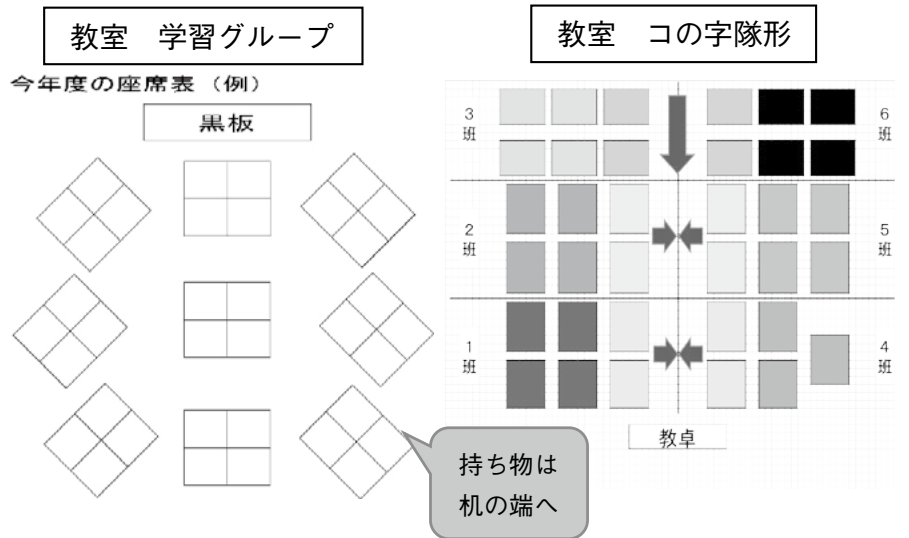 教室　学習グループ
今年度の座席表（例）
黒板
持ち物は
机の端へ
教室　コの字隊形
3
班
6
班
2
班
5
班
1
班
4
班
教卓